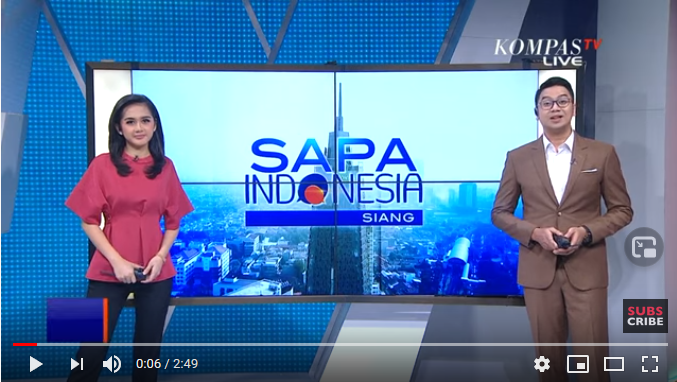 KOMPASTV
LIVE
SAPA
INDONESIA
SIANG
SUBS
CRIBE
0:06 / 2:49